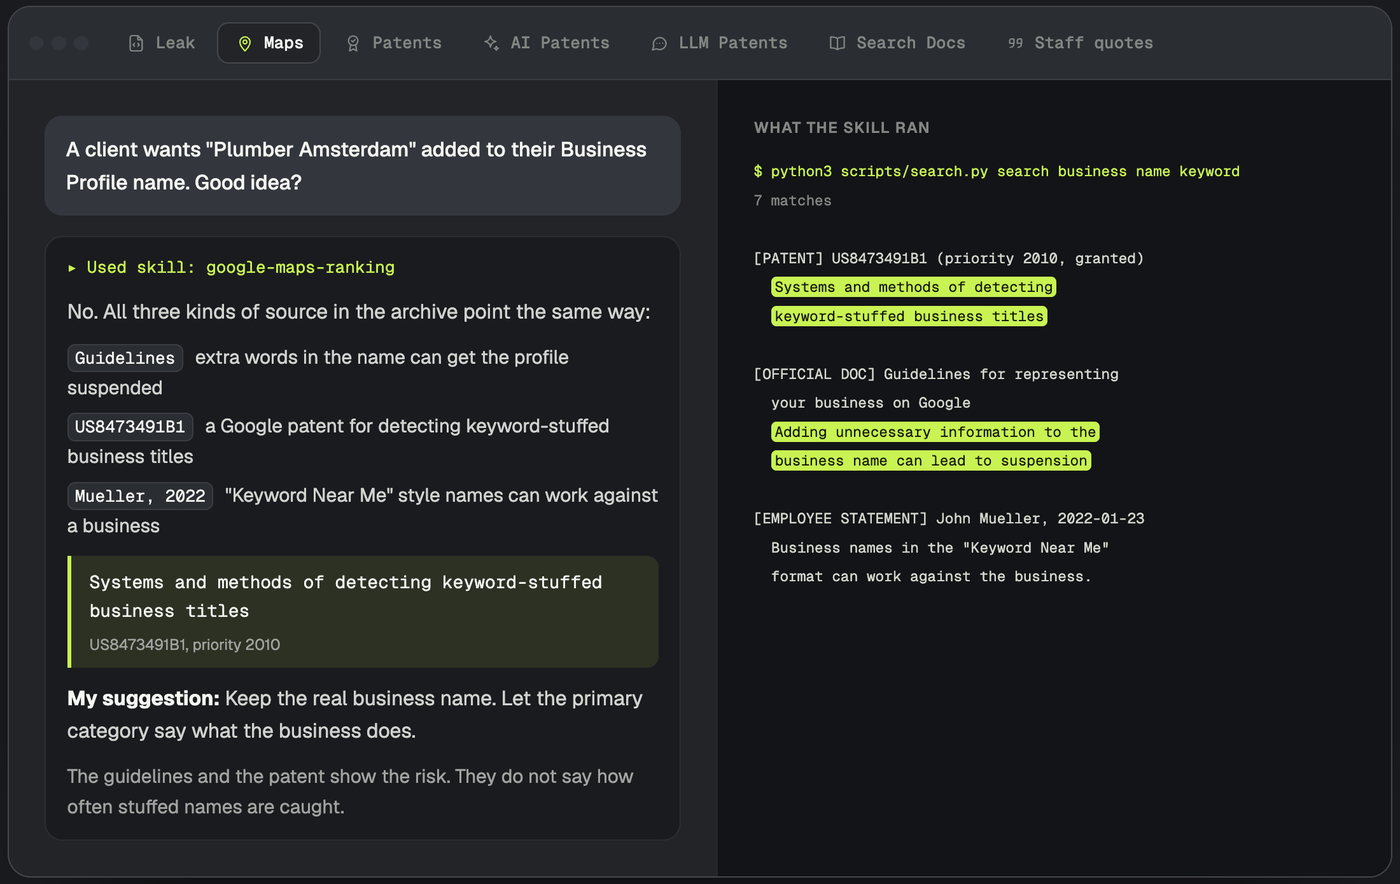 Leak Maps Patents AI Patents LLM Patents Search Docs Staff quotes
A client wants "Plumber Amsterdam" added to their Business
Profile name. Good idea?
▸ Used skill: google-maps-ranking
No. All three kinds of source in the archive point the same way:
Guidelines extra words in the name can get the profile
suspended
US8473491B1 a Google patent for detecting keyword-stuffed
business titles
Mueller, 2022 "Keyword Near Me" style names can work against
a business
Systems and methods of detecting keyword-stuffed
business titles
US8473491B1, priority 2010
My suggestion: Keep the real business name. Let the primary
category say what the business does.
The guidelines and the patent show the risk. They do not say how
often stuffed names are caught.
WHAT THE SKILL RAN
$ python3 scripts/search.py search business name keyword
7 matches
[PATENT] US8473491B1 (priority 2010, granted)
Systems and methods of detecting
keyword-stuffed business titles
[OFFICIAL DOC] Guidelines for representing
your business on Google
Adding unnecessary information to the
business name can lead to suspension
[EMPLOYEE STATEMENT] John Mueller, 2022-01-23
Business names in the "Keyword Near Me"
format can work against the business.